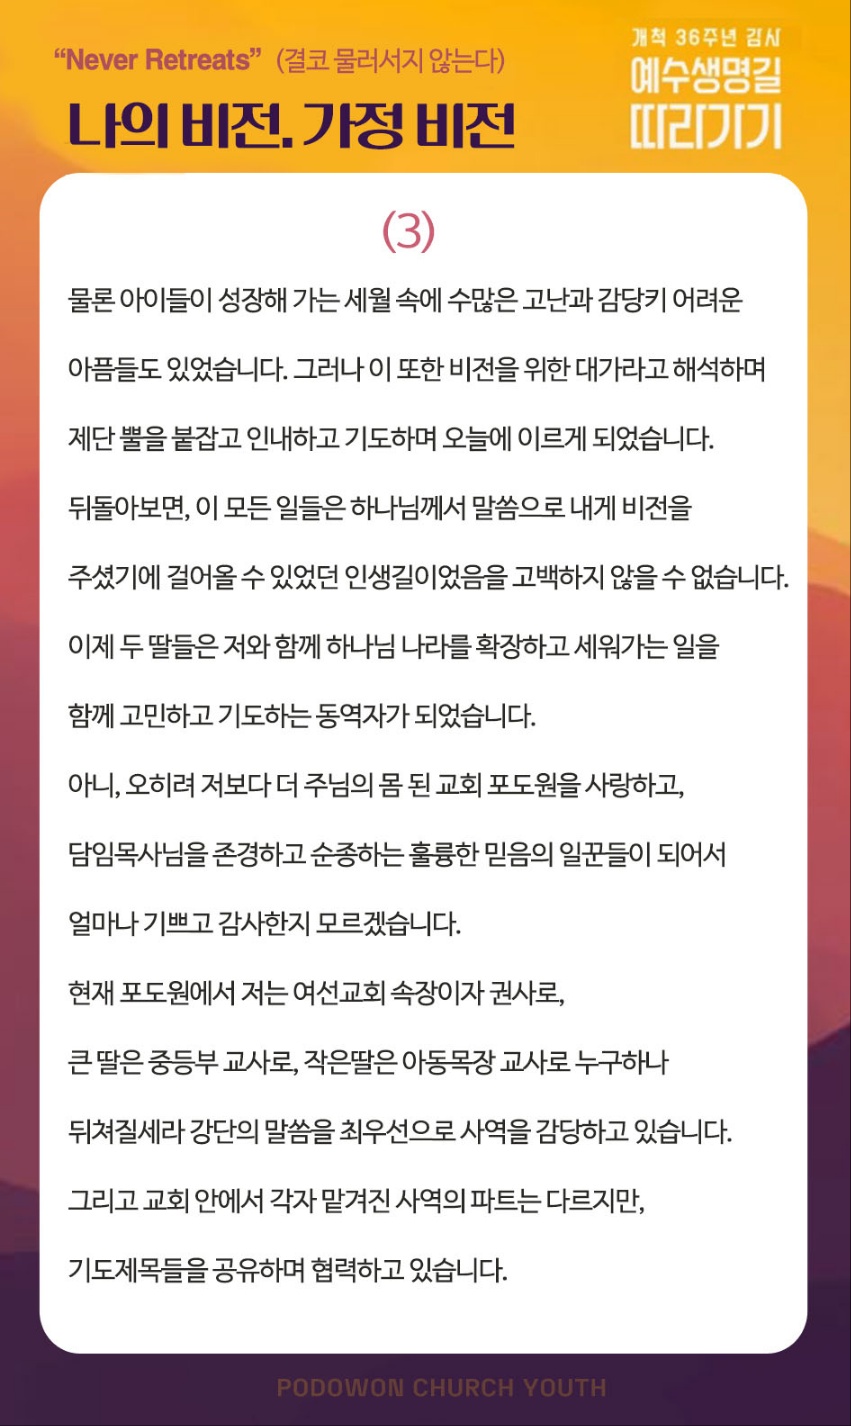 “Never Retreats” (결코 물러서지 않는다)
나의 비전. 가정 비전
개척 36주년 감사
예수생명길
따라가기
(3)
물론 아이들이 성장해 가는 세월 속에 수많은 고난과 감당키 어려운
아픔들도 있었습니다. 그러나 이 또한 비전을 위한 대가라고 해석하며
제단 뿔을 붙잡고 인내하고 기도하며 오늘에 이르게 되었습니다.
뒤돌아보면, 이 모든 일들은 하나님께서 말씀으로 내게 비전을
주셨기에 걸어올 수 있었던 인생길이었음을 고백하지 않을 수 없습니다.
이제 두 딸들은 저와 함께 하나님 나라를 확장하고 세워가는 일을
함께 고민하고 기도하는 동역자가 되었습니다.
아니, 오히려 저보다 더 주님의 몸 된 교회 포도원을 사랑하고,
담임목사님을 존경하고 순종하는 훌륭한 믿음의 일꾼들이 되어서
얼마나 기쁘고 감사한지 모르겠습니다.
현재 포도원에서 저는 여선교회 속장이자 권사로,
큰 딸은 중등부 교사로, 작은딸은 아동목장 교사로 누구하나
뒤쳐질세라 강단의 말씀을 최우선으로 사역을 감당하고 있습니다.
그리고 교회 안에서 각자 맡겨진 사역의 파트는 다르지만,
기도제목들을 공유하며 협력하고 있습니다.
PODOWON CHURCH YOUTH